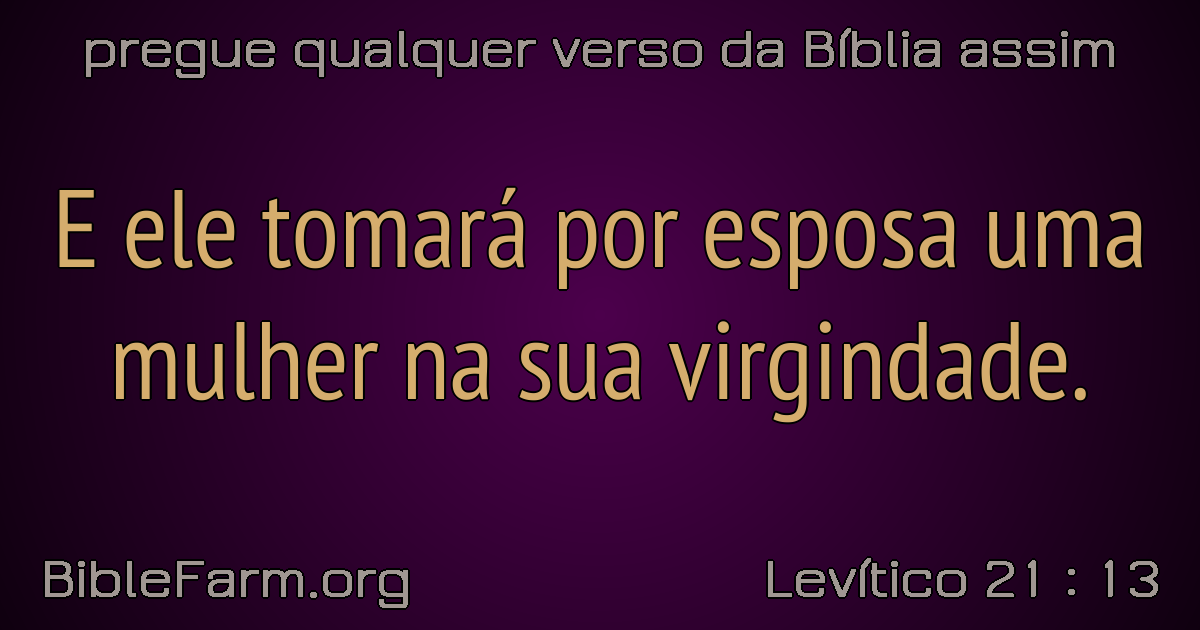 pregue qualquer verso da Bíblia assim
E ele tomará por esposa uma
mulher na sua virgindade.
BibleFarm.org
Levítico 21 : 13